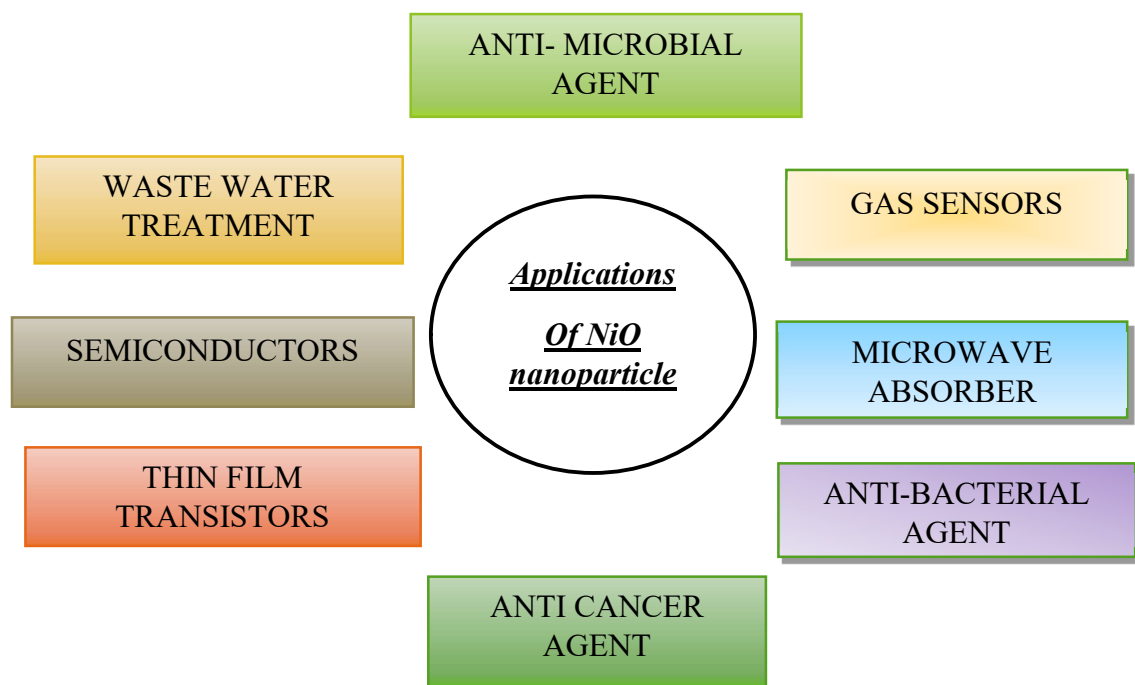 ANTI- MICROBIAL
AGENT
WASTE WATER
TREATMENT
GAS SENSORS
Applications
Of NiO
nanoparticle
SEMICONDUCTORS
MICROWAVE
ABSORBER
THIN FILM
TRANSISTORS
ANTI-BACTERIAL
AGENT
ANTI CANCER
AGENT